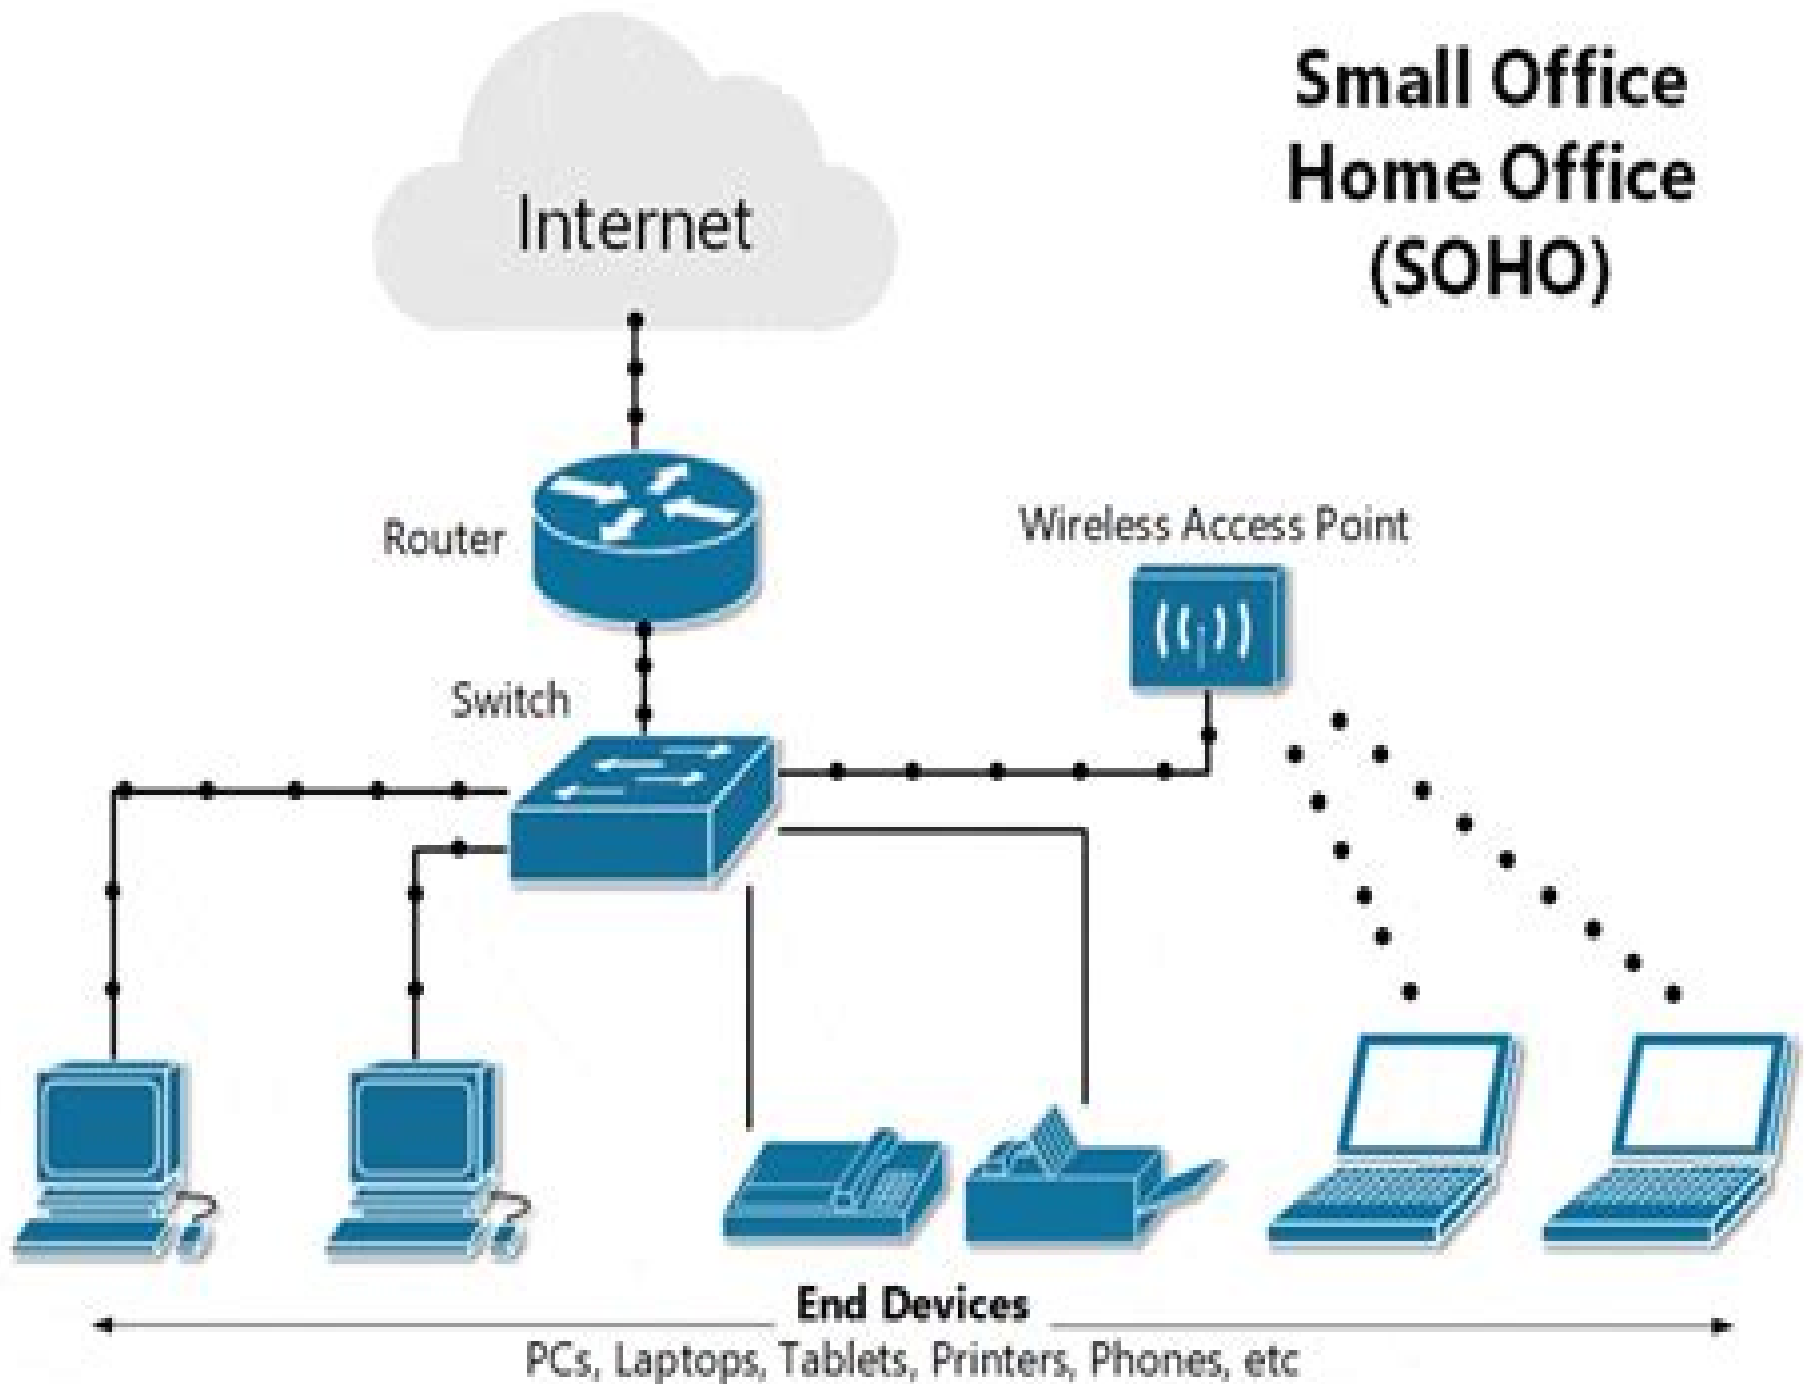 Small Office
Home Office
(SOHO)
Internet
Router
Wireless Access Point
Switch
End Devices
PCs, Laptops, Tablets, Printers, Phones, etc